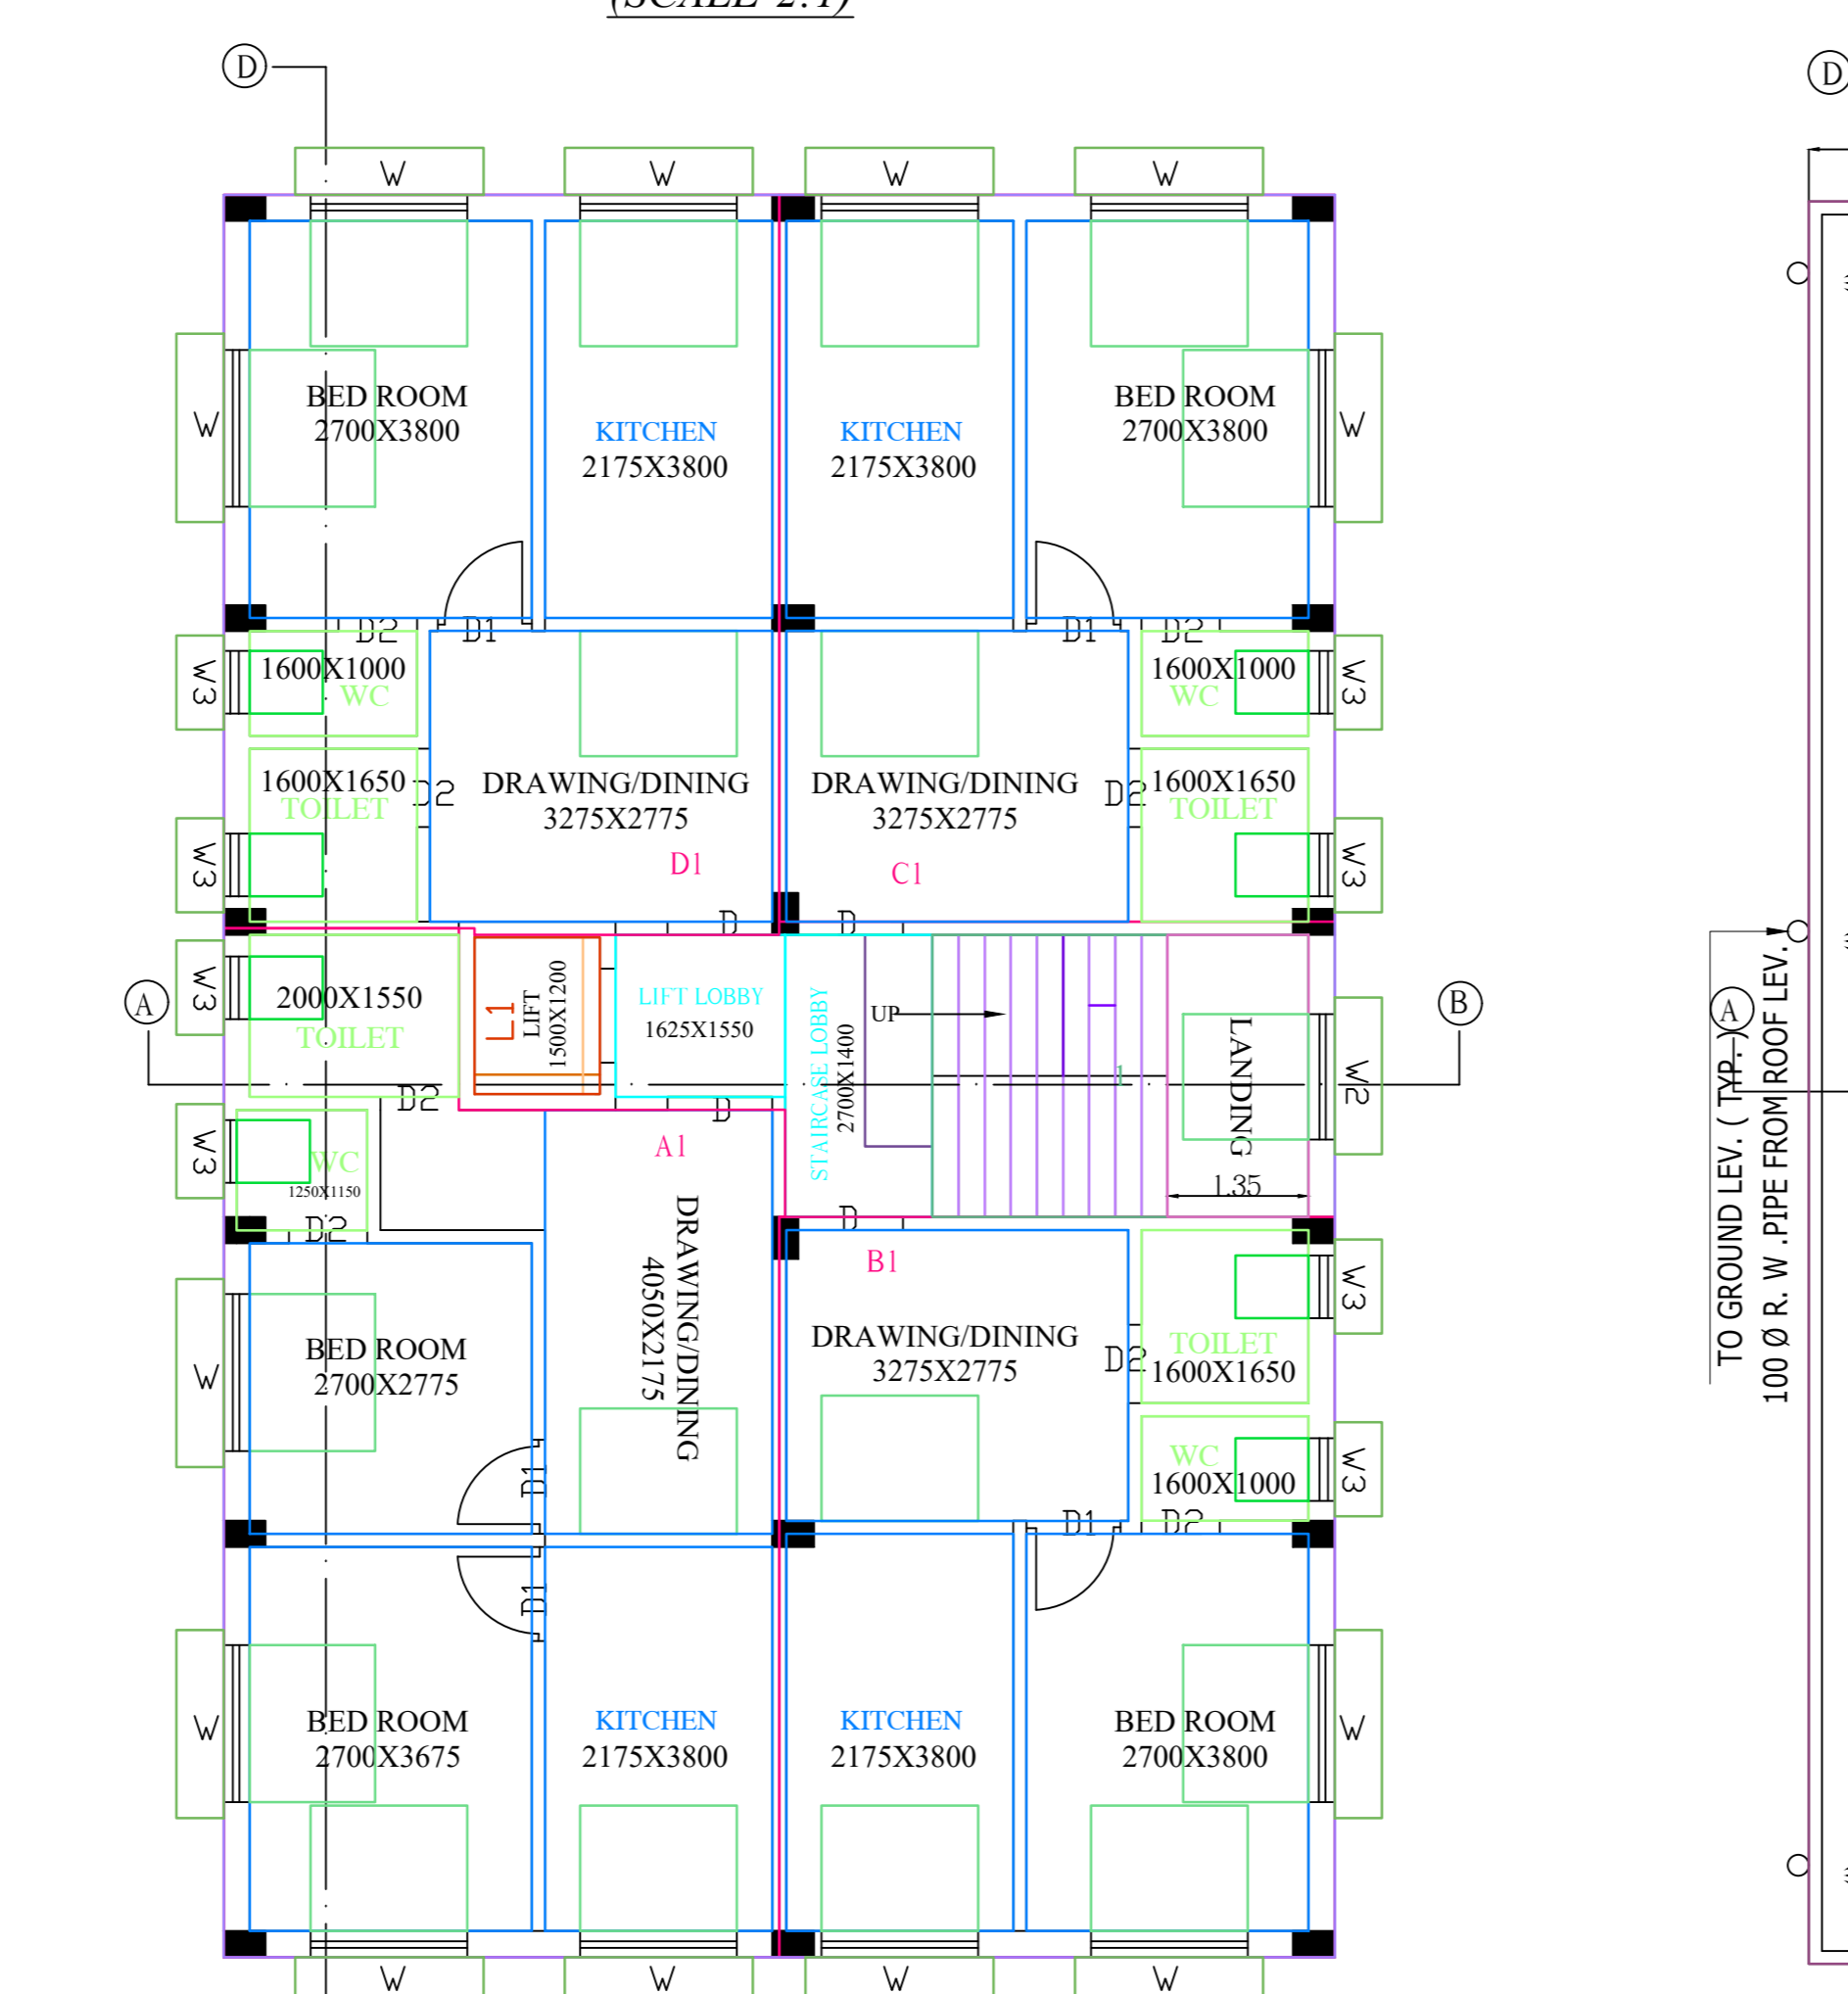 (SCALE-2:1)
D
D
W
W
W
W
BED ROOM
2700X3800
W
KITCHEN
2175X3800
KITCHEN
2175X3800
BED ROOM
2700X3800
W
D2
D1
D1
D2
W3
1600X1000
WC
1600X1000
WC
W3
1600X1650
TOILET
D2
DRAWING/DINING
3275X2775
D1
DRAWING/DINING
3275X2775
C1
D2
1600X1650
TOILET
W3
W3
D
D
A
W3
2000X1550
TOILET
D2
L1
LIFT
1500X1200
LIFT LOBBY
1625X1550
D
STAIRCASE LOBBY
2700X1400
UP
1
LANDING
1.35
W2
B
A
TO GROUND LEV. ( TYP. )
100 Ø R. W .PIPE FROM ROOF LEV.
W3
WC
1250X1150
D2
A1
DRAWING/DINING
4050X2175
D
B1
DRAWING/DINING
3275X2775
D2
TOILET
1600X1650
W3
W
BED ROOM
2700X2775
D1
WC
1600X1000
W3
D1
D2
D1
W
BED ROOM
2700X3675
KITCHEN
2175X3800
KITCHEN
2175X3800
BED ROOM
2700X3800
W
W
W
W
W